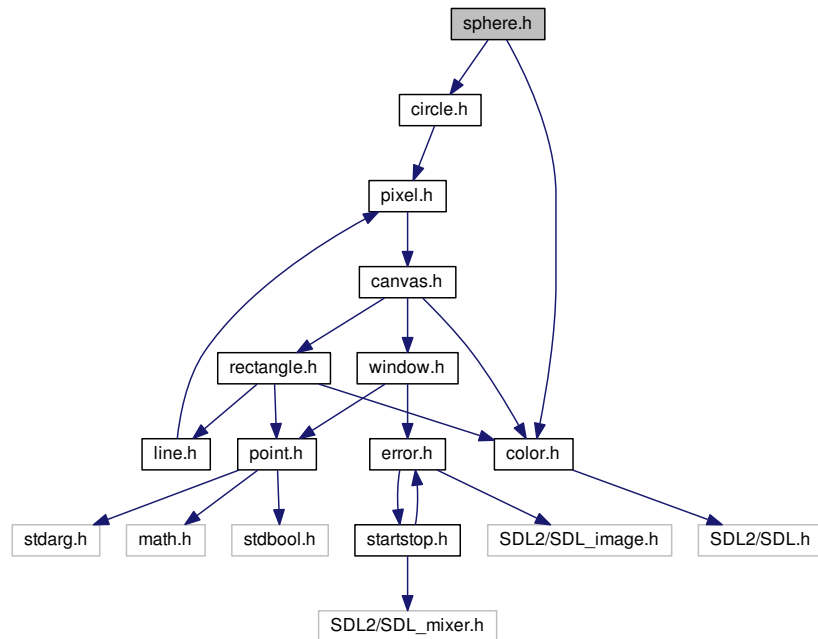 sphere.h
circle.h
pixel.h
canvas.h
rectangle.h
window.h
line.h
point.h
error.h
color.h
stdarg.h
math.h
stdbool.h
startstop.h
SDL2/SDL_image.h
SDL2/SDL.h
SDL2/SDL_mixer.h